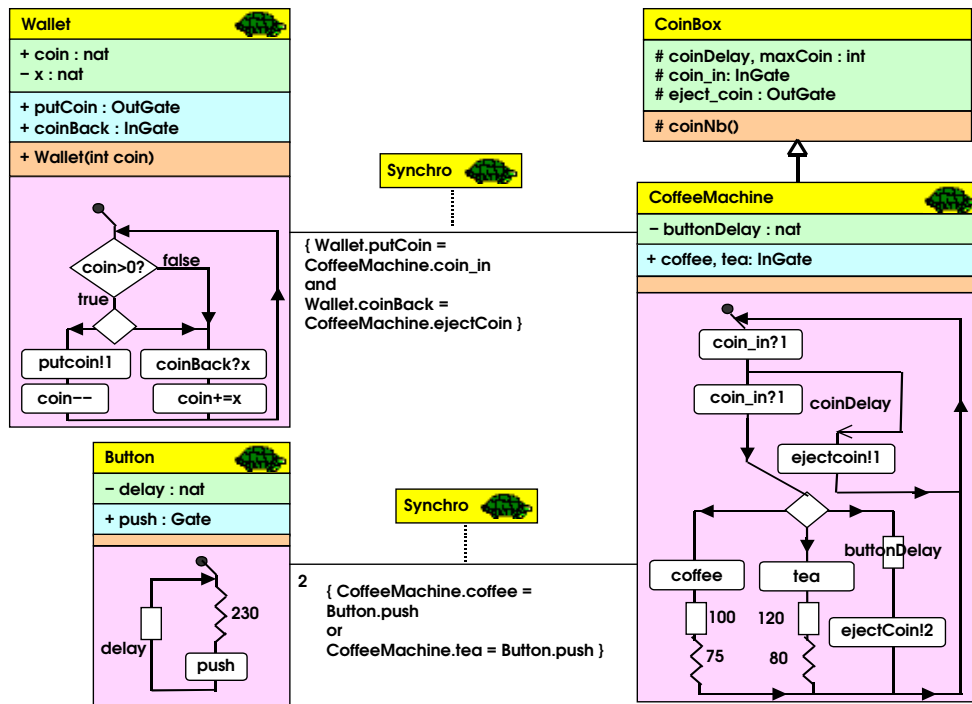 Wallet
+ coin : nat
− x : nat
+ putCoin : OutGate
+ coinBack : InGate
+ Wallet(int coin)
coin>0?
false
true
putcoin!1
coinBack?x
coin−−
coin+=x
Synchro
{ Wallet.putCoin =
CoffeeMachine.coin_in
and
Wallet.coinBack =
CoffeeMachine.ejectCoin }
CoinBox
# coinDelay, maxCoin : int
# coin_in: InGate
# eject_coin : OutGate
# coinNb()
CoffeeMachine
− buttonDelay : nat
+ coffee, tea: InGate
coin_in?1
coin_in?1
coinDelay
ejectcoin!1
buttonDelay
coffee
tea
100
120
ejectCoin!2
75
80
Button
− delay : nat
+ push : Gate
230
delay
push
Synchro
2
{ CoffeeMachine.coffee =
Button.push
or
CoffeeMachine.tea = Button.push }